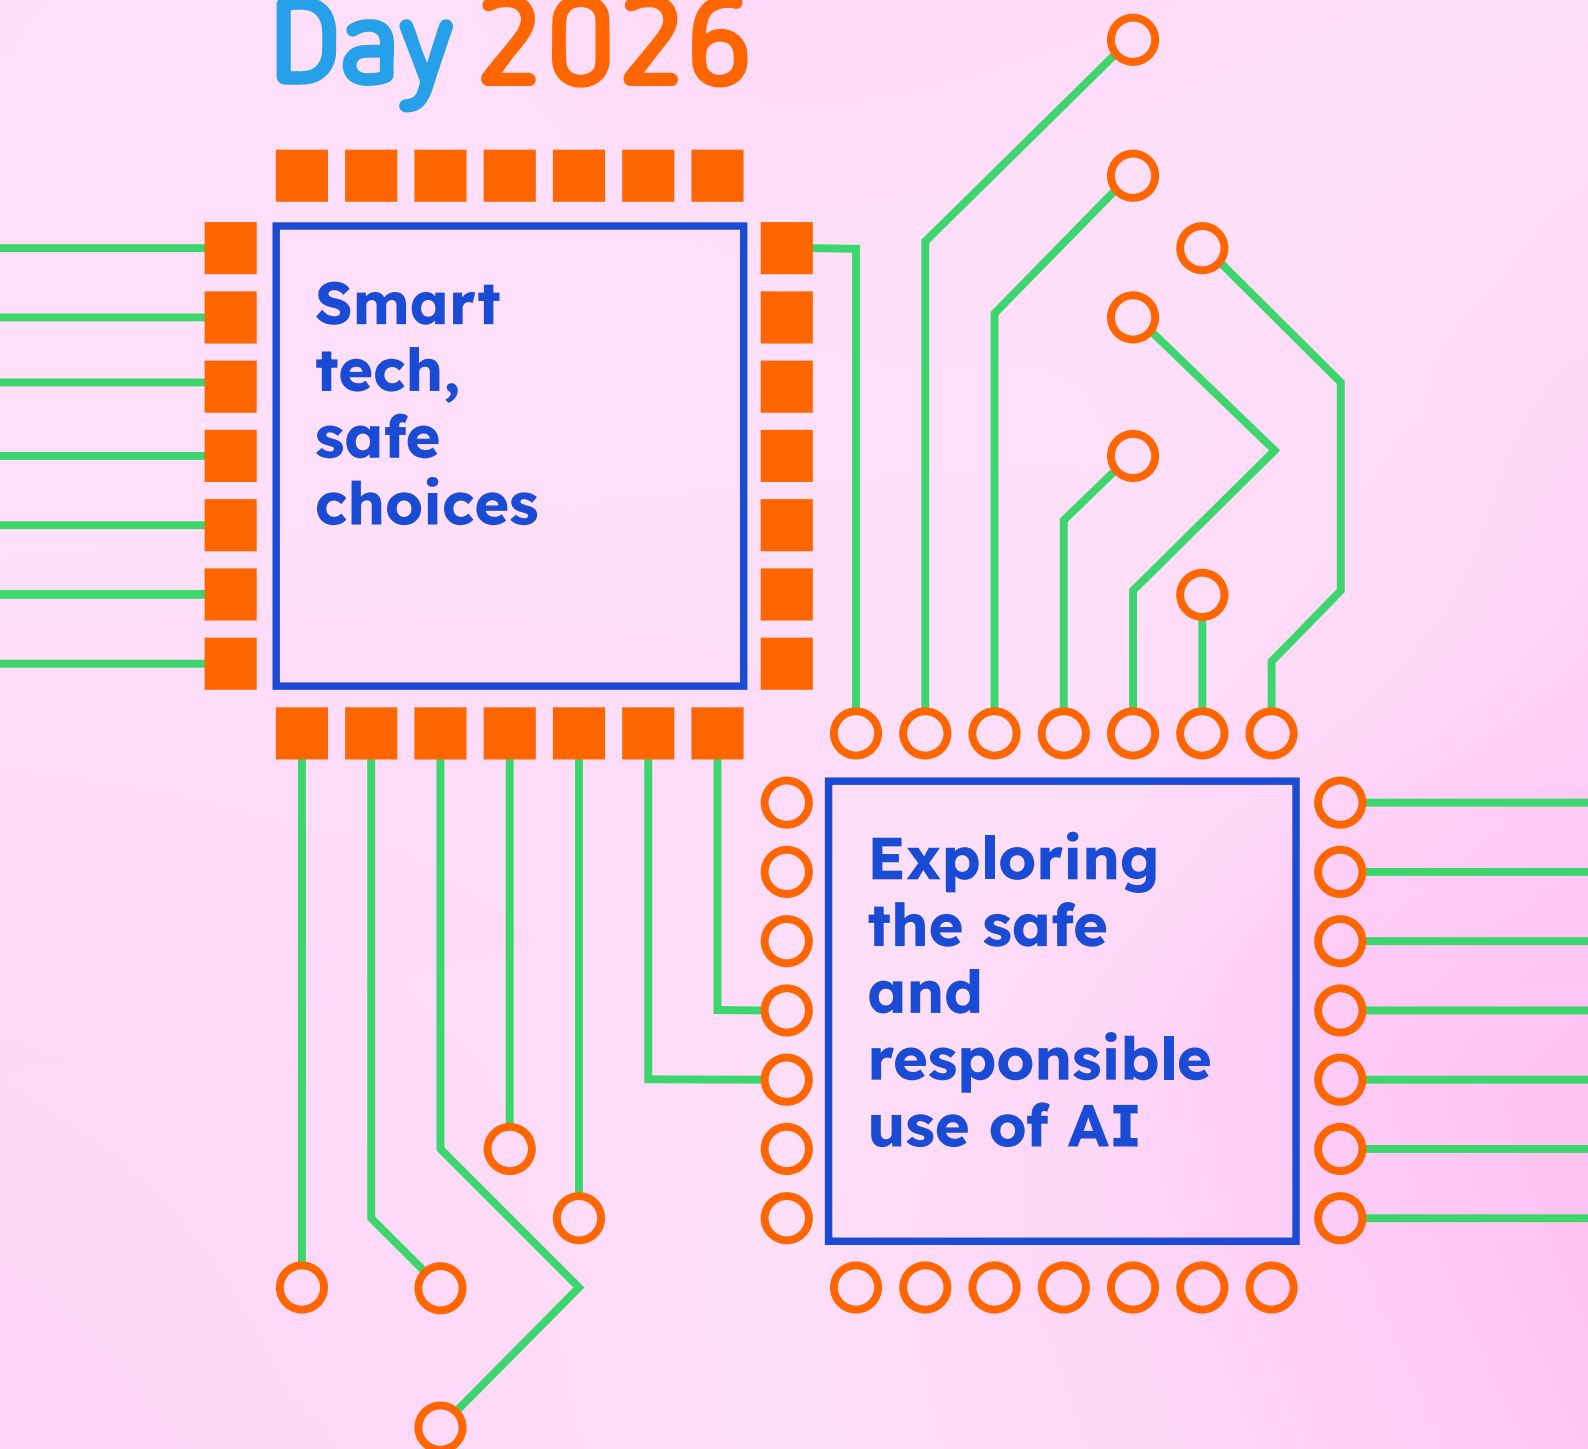 Day 2026
Smart
tech,
safe
choices
Exploring
the safe
and
responsible
use of AI